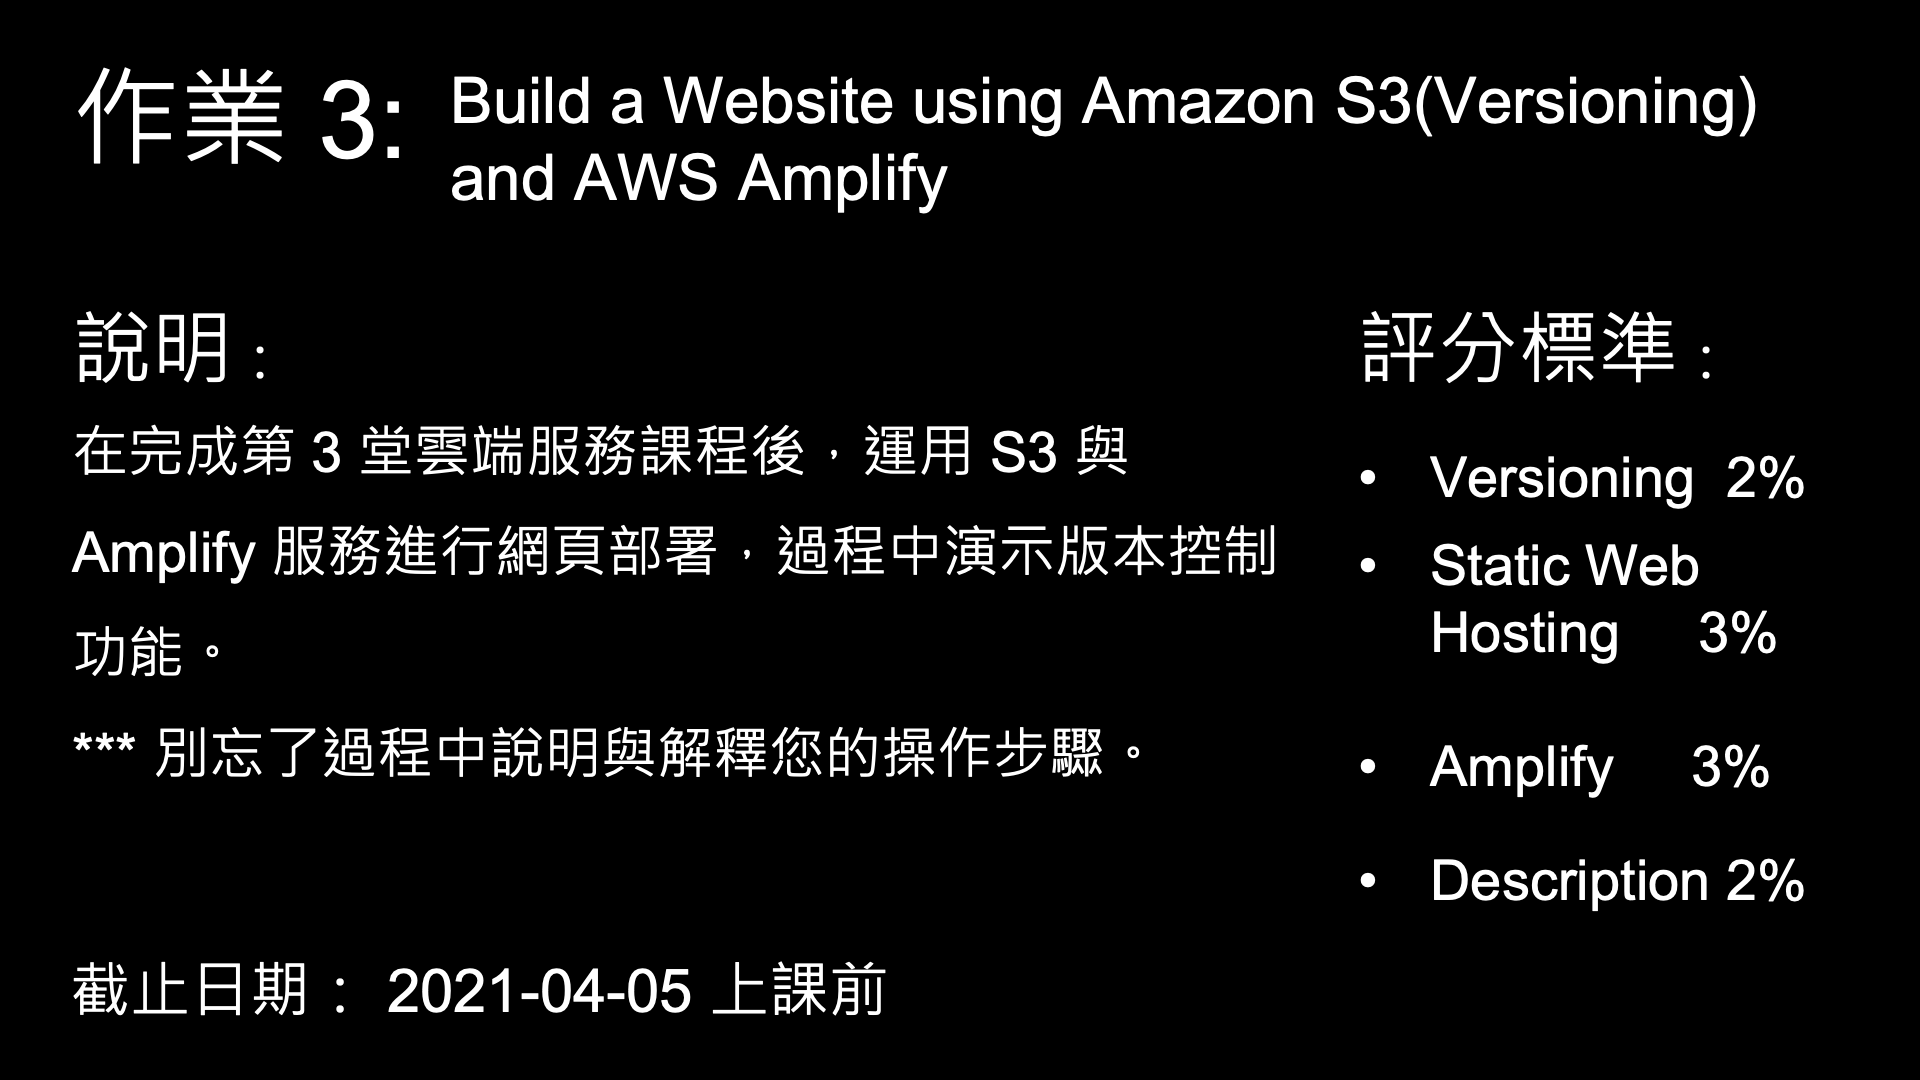 作業 3: Build a Website using Amazon S3(Versioning)
and AWS Amplify
說明：
在完成第 3 堂雲端服務課程後，運用 S3 與
Amplify 服務進行網頁部署，過程中演示版本控制
功能。
*** 別忘了過程中說明與解釋您的操作步驟。
截止日期： 2021-04-05 上課前
評分標準：
• Versioning 2%
• Static Web
Hosting 3%
• Amplify 3%
• Description 2%